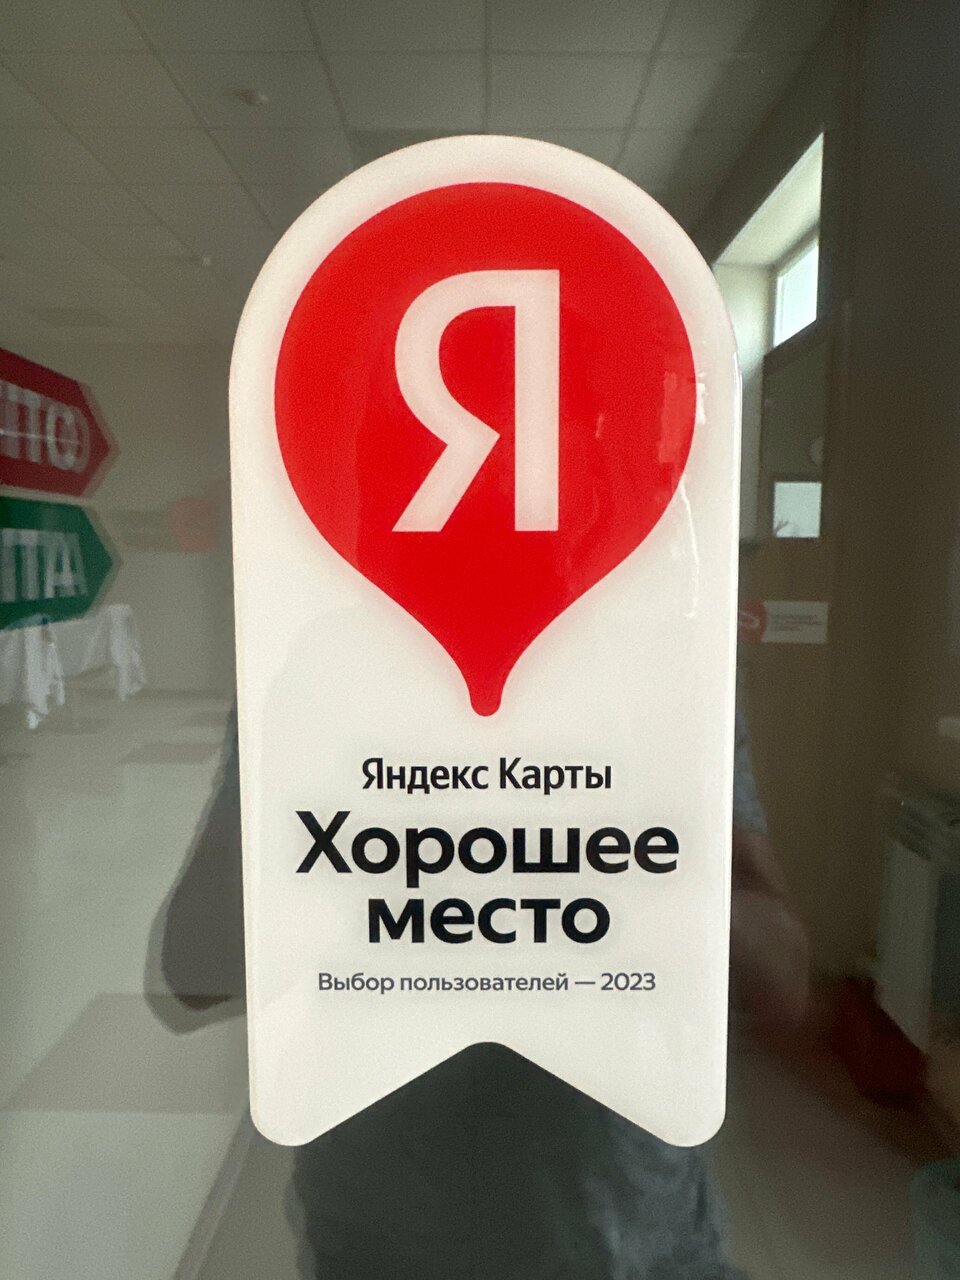 Я
Яндекс Карты
Хорошее
место
Выбор пользователей — 2023